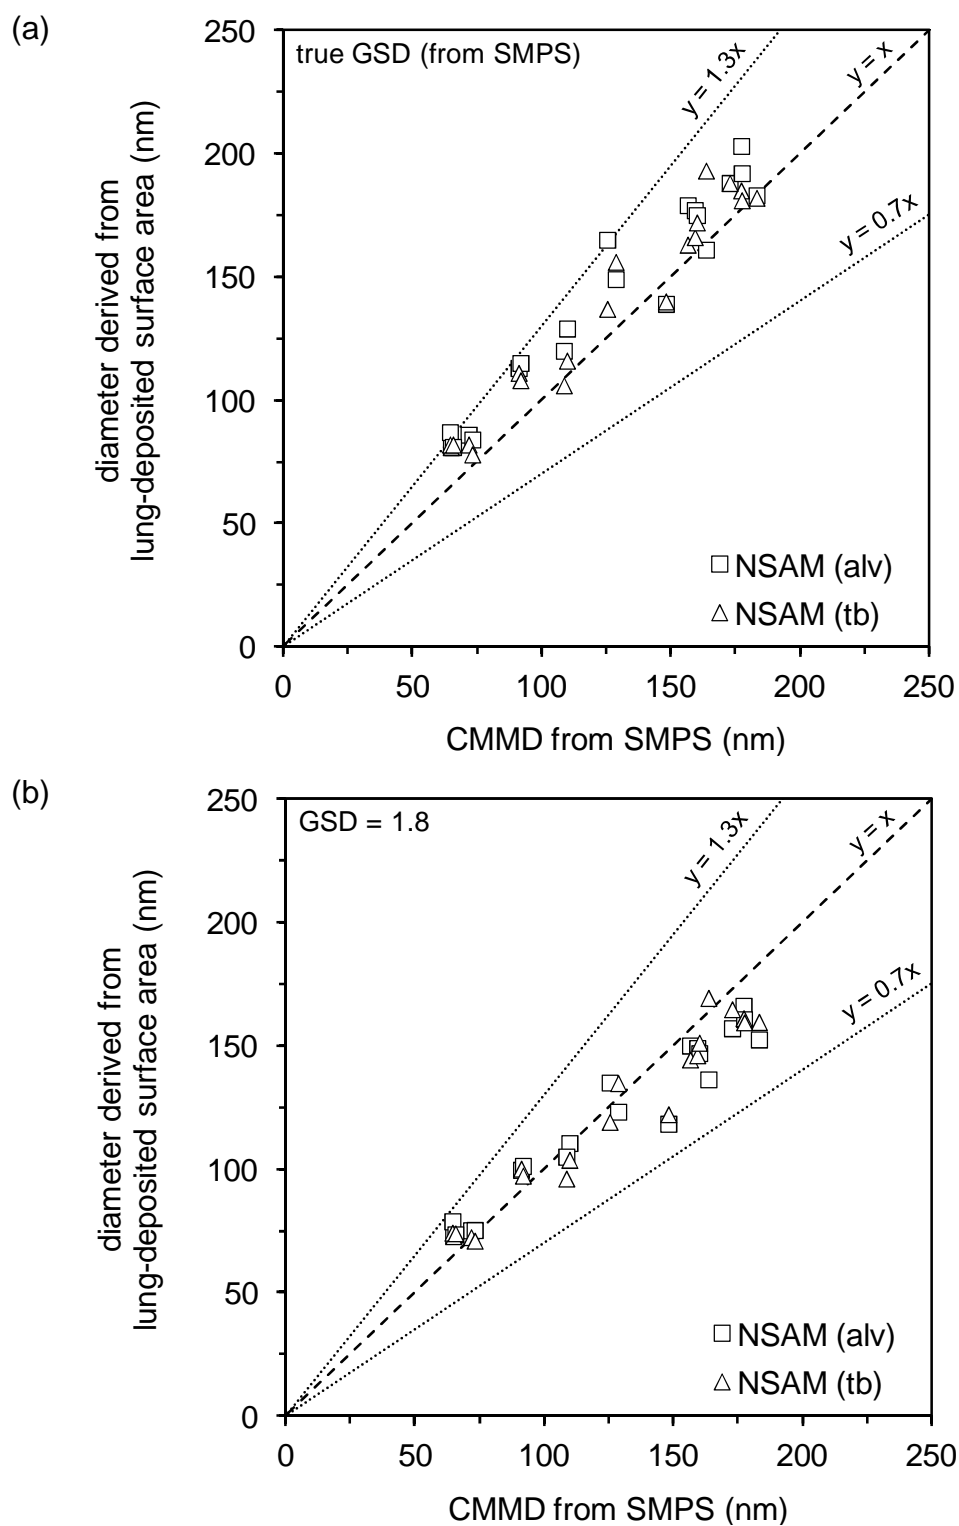 (a)
250
200
150
100
50
0
diameter derived from
lung-deposited surface area (nm)
true GSD (from SMPS)
y = 1.3x
y = x
y = 0.7x
NSAM (alv)
NSAM (tb)
0 50 100 150 200 250
CMMD from SMPS (nm)
(b)
250
200
150
100
50
0
diameter derived from
lung-deposited surface area (nm)
GSD = 1.8
y = 1.3x
y = x
y = 0.7x
NSAM (alv)
NSAM (tb)
0 50 100 150 200 250
CMMD from SMPS (nm)